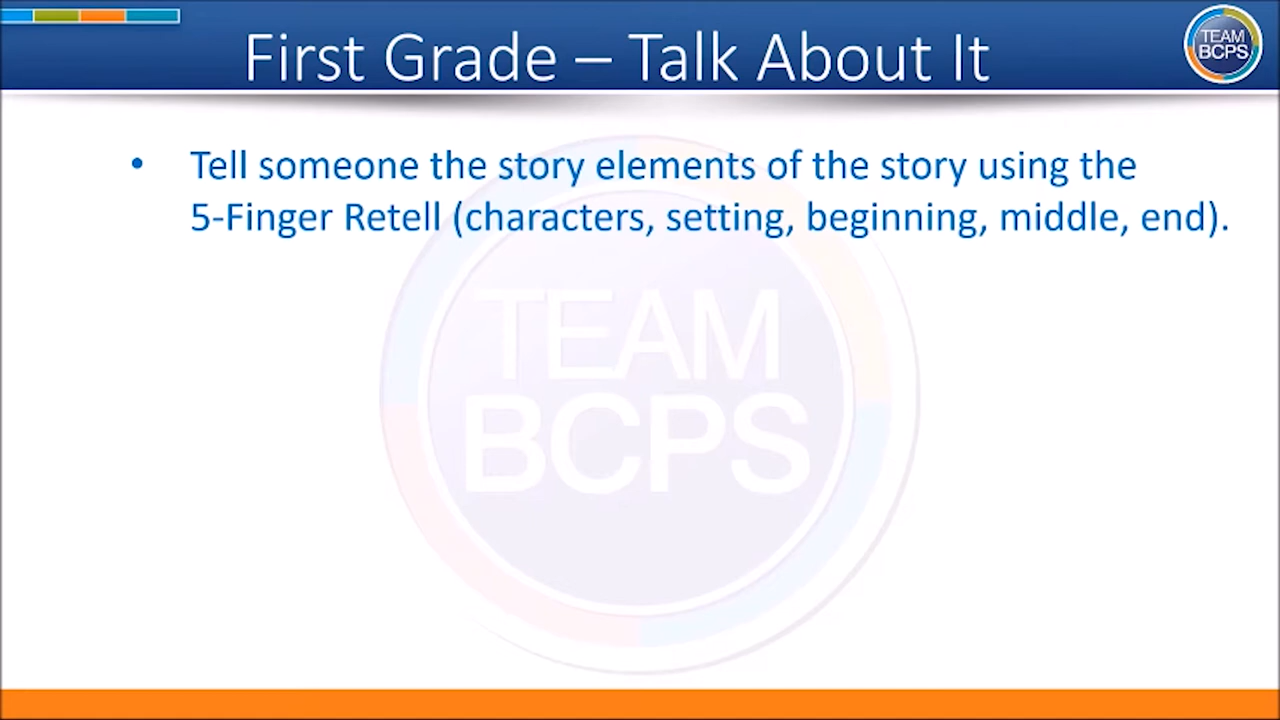 First Grade – Talk About It
TEAM
BCPS
• Tell someone the story elements of the story using the
5-Finger Retell (characters, setting, beginning, middle, end).
TEAM
BCPS